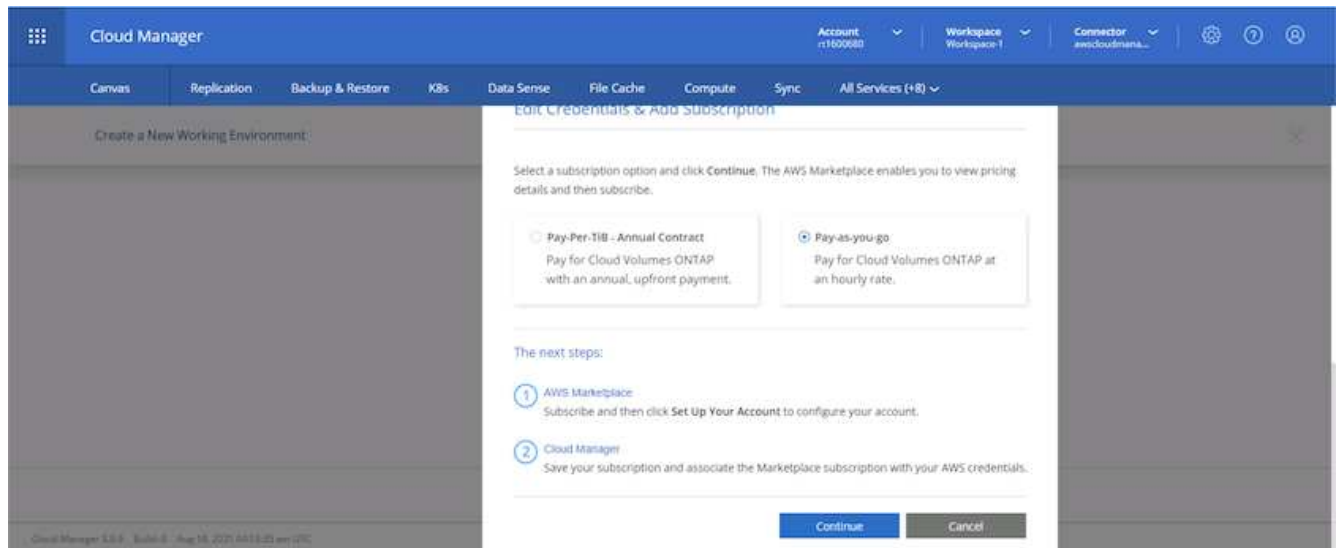 Cloud Manager
Account
rt1600680
Workspace
Workspace-1
Connector
awscloudmana...
Canvas
Replication
Backup & Restore
K8s
Data Sense
File Cache
Compute
Sync
All Services (+8)
Edit Credentials & Add Subscription
Create a New Working Environment
Select a subscription option and click Continue. The AWS Marketplace enables you to view pricing
details and then subscribe.
Pay-Per-TiB - Annual Contract
Pay for Cloud Volumes ONTAP
with an annual, upfront payment.
Pay-as-you-go
Pay for Cloud Volumes ONTAP at
an hourly rate.
The next steps:
1
AWS Marketplace
Subscribe and then click Set Up Your Account to configure your account.
2
Cloud Manager
Save your subscription and associate the Marketplace subscription with your AWS credentials.
Continue
Cancel